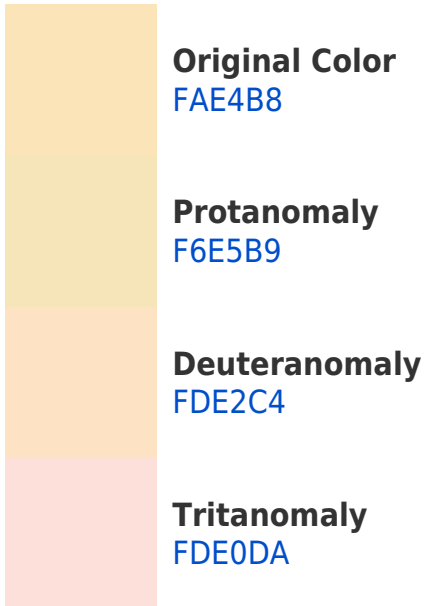 Original Color
FAE4B8
Protanomaly
F6E5B9
Deuteranomaly
FDE2C4
Tritanomaly
FDE0DA